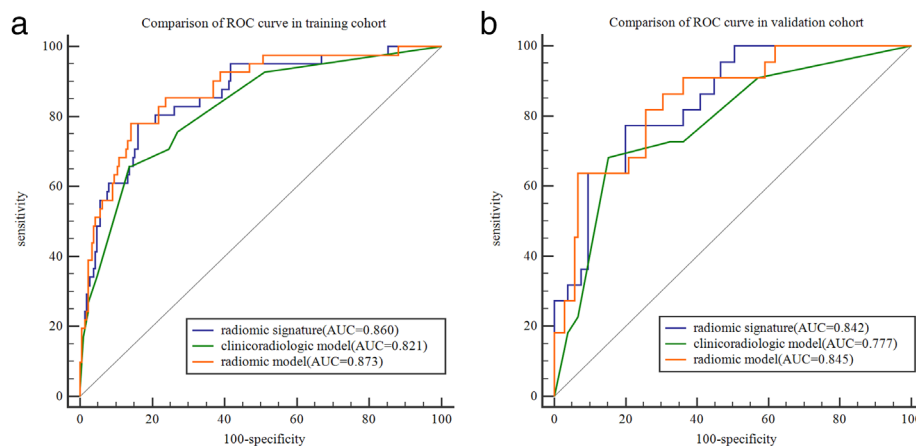 a
Comparison of ROC curve in training cohort
100
80
60
40
20
0
sensitivity
radiomic signature(AUC=0.860)
clinicoradiologic model(AUC=0.821)
radiomic model(AUC=0.873)
0 20 40 60 80 100
100-specificity
b
Comparison of ROC curve in validation cohort
100
80
60
40
20
0
sensitivity
radiomic signature(AUC=0.842)
clinicoradiologic model(AUC=0.777)
radiomic model(AUC=0.845)
0 20 40 60 80 100
100-specificity